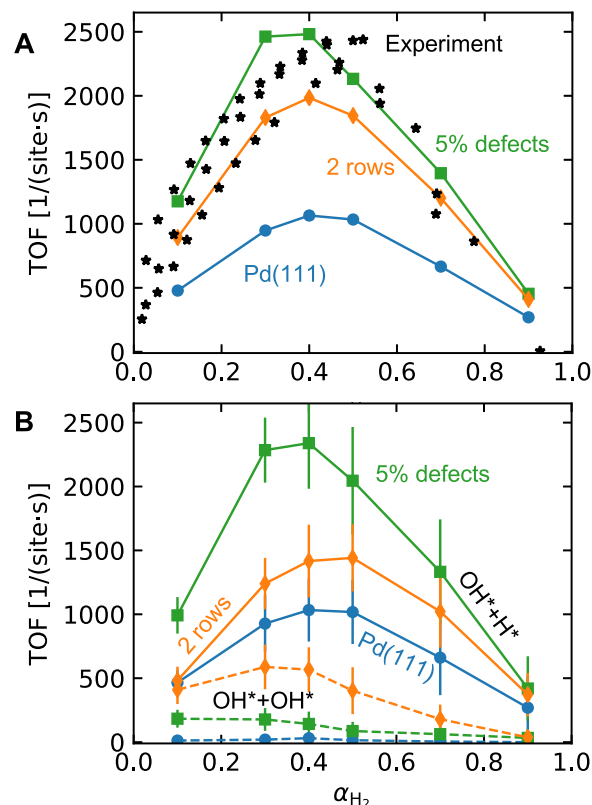 A
TOF [1/(site·s)]
2500
2000
1500
1000
500
0
Experiment
5% defects
2 rows
Pd(111)
0.0 0.2 0.4 0.6 0.8 1.0
B
TOF [1/(site·s)]
2500
2000
1500
1000
500
0
5% defects
OH*+H*
2 rows
Pd(111)
OH*+OH*
0.0 0.2 0.4 0.6 0.8 1.0
α_H₂